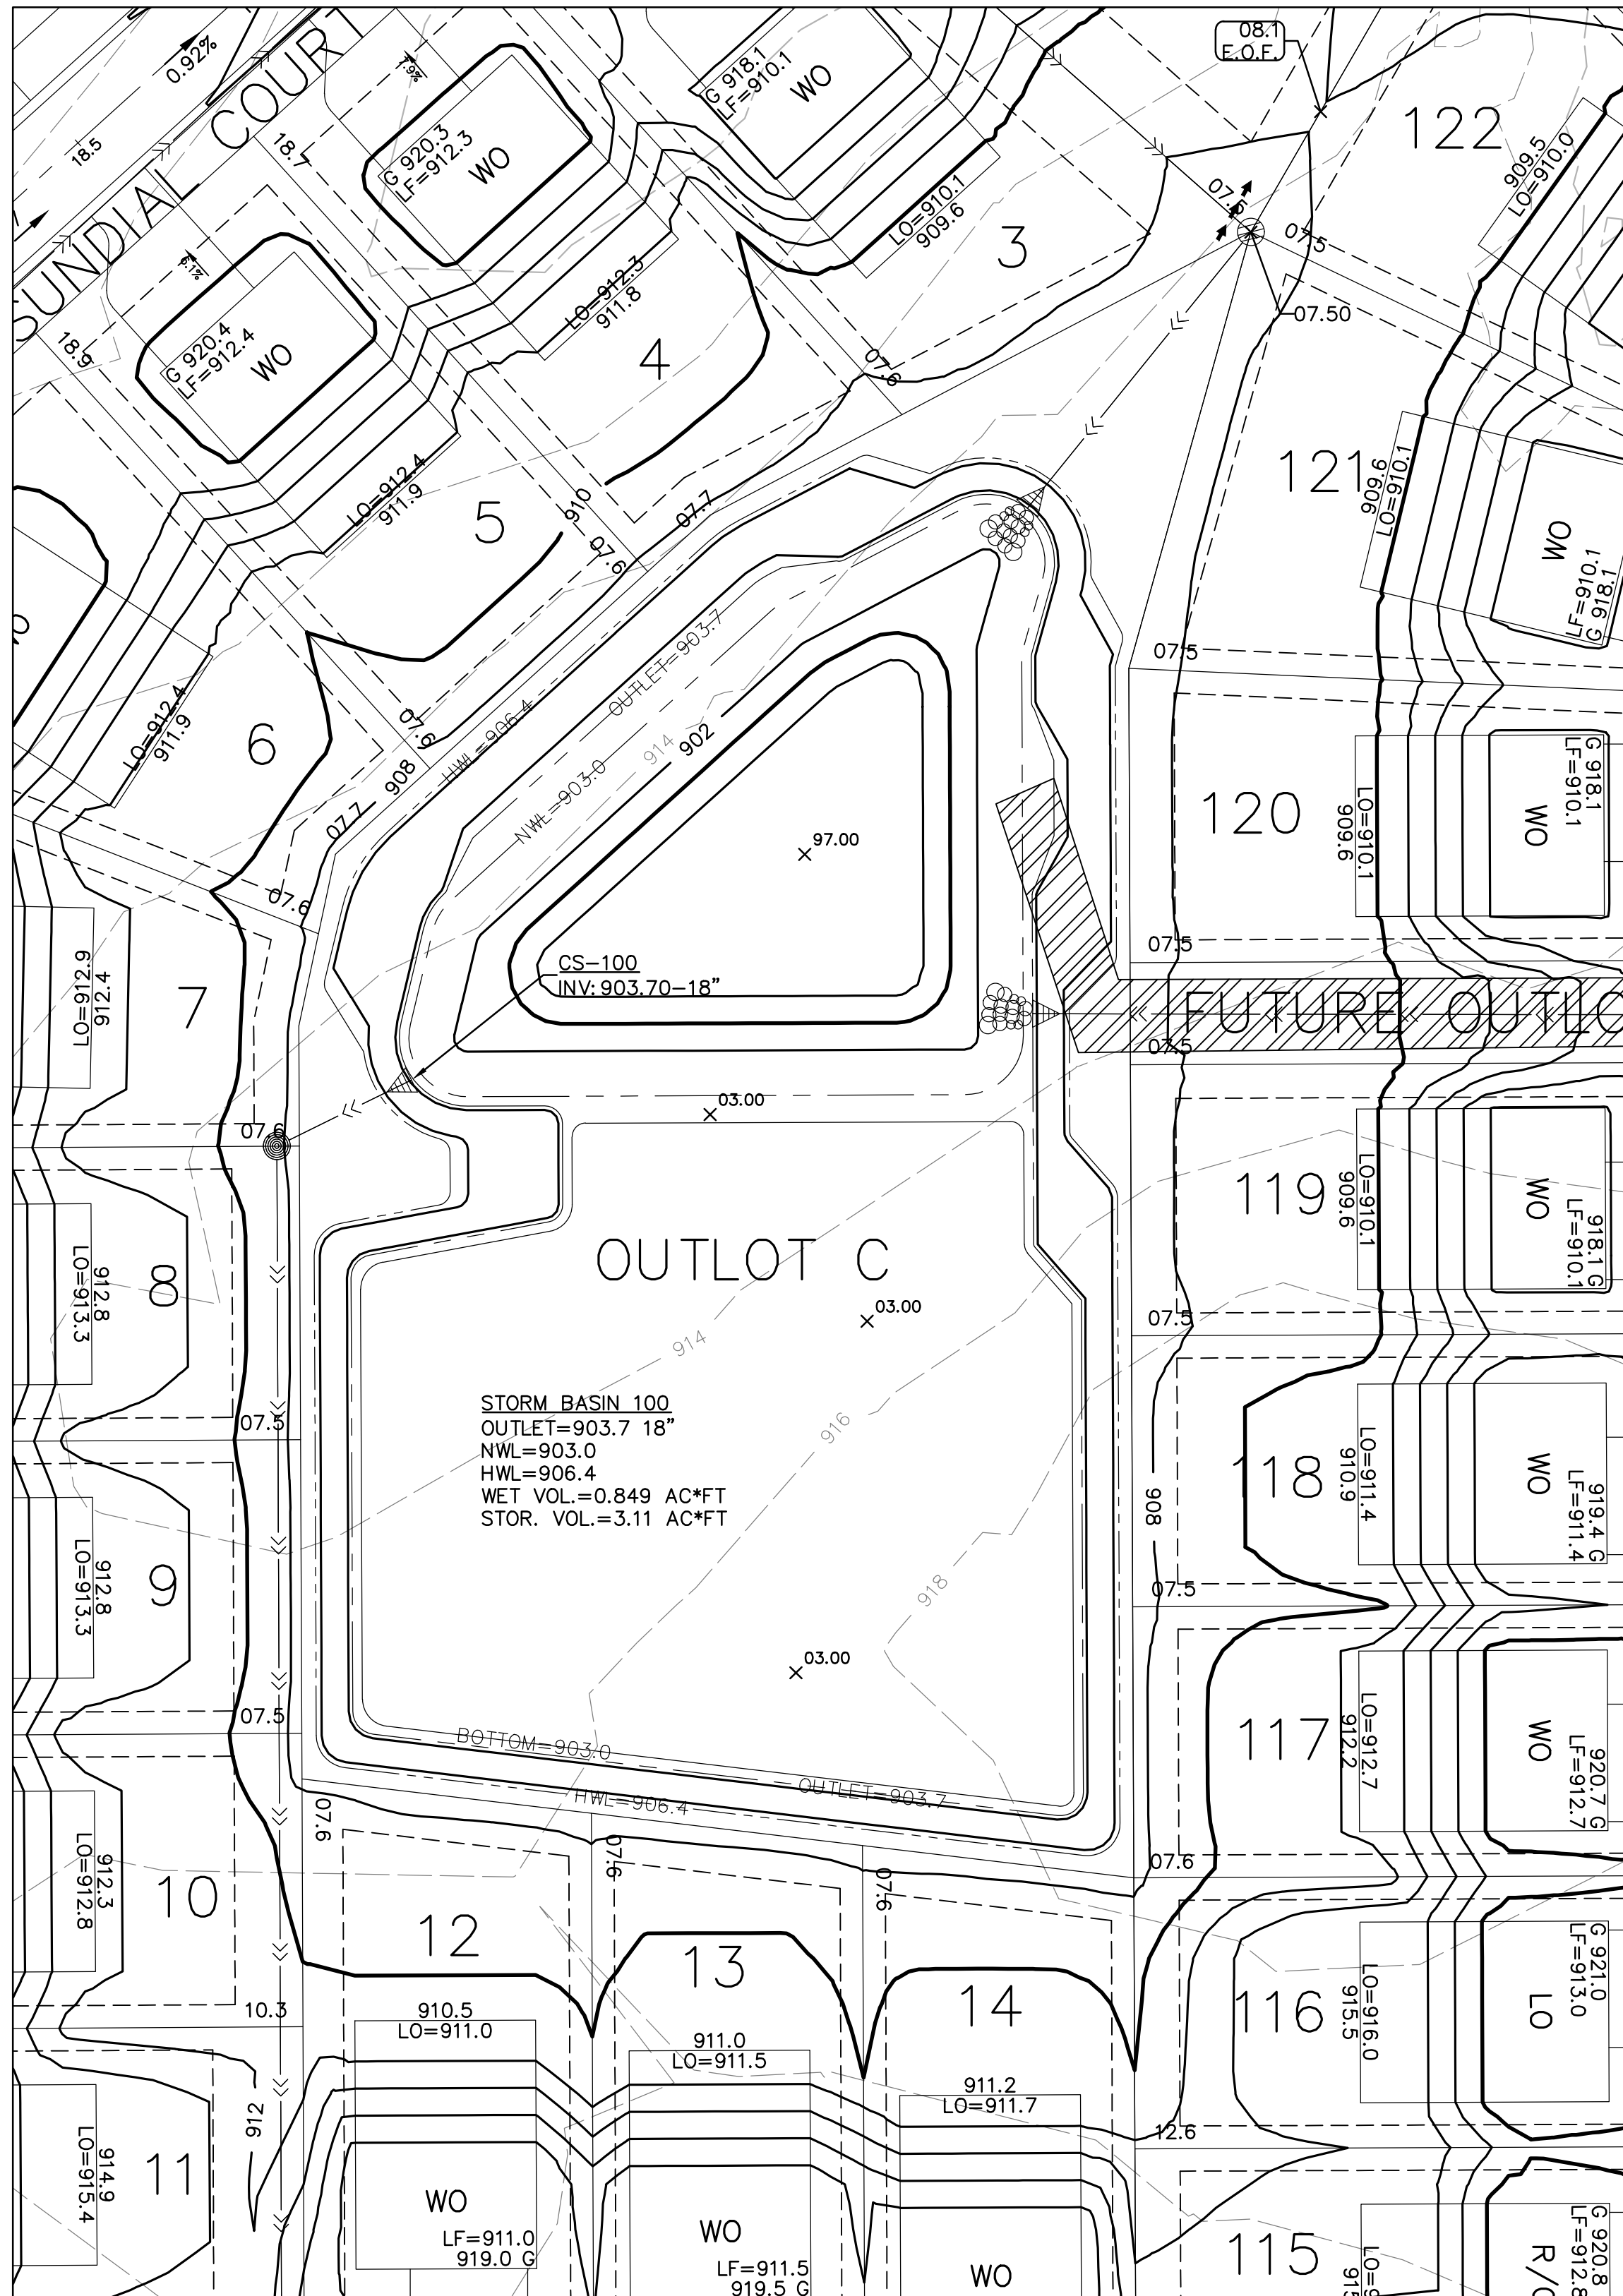 0.92%
18.5
SUNDIAL COURT
7.9%
18.7
G 920.3
LF=912.3
WO
G 918.1
LF=910.1
WO
08.1
E.O.F.
122
909.5
LO=910.0
6.1%
18.9
G 920.4
LF=912.4
WO
LO=912.3
911.8
LO=910.1
909.6
3
07.5
07.5
07.50
4
07.6
LO=912.4
911.9
5
910
07.6
07.7
121
909.6
LO=910.1
WO
LF=910.1
G 918.1
LO=912.4
911.9
6
07.6
908
07.7
HWL=906.4
OUTLET=903.7
NWL=903.0
914
902
97.00
07.5
120
LO=910.1
909.6
G 918.1
LF=910.1
WO
07.6
7
912.4
LO=912.9
CS-100
INV: 903.70-18"
07.5
FUTURE OUTLO
07.5
07.6
03.00
OUTLOT C
03.00
119
LO=910.1
909.6
WO
918.1 G
LF=910.1
8
912.8
LO=913.3
07.5
914
916
STORM BASIN 100
OUTLET=903.7 18"
NWL=903.0
HWL=906.4
WET VOL.=0.849 AC*FT
STOR. VOL.=3.11 AC*FT
07.5
118
LO=911.4
910.9
WO
919.4 G
LF=911.4
908
918
07.5
9
912.8
LO=913.3
03.00
07.5
BOTTOM=903.0
HWL=906.4
OUTLET=903.7
117
LO=912.7
912.2
WO
920.7 G
LF=912.7
07.6
07.6
07.6
07.6
10
912.3
LO=912.8
12
13
14
10.3
910.5
LO=911.0
911.0
LO=911.5
911.2
LO=911.7
116
LO=916.0
915.5
LO
G 921.0
LF=913.0
912
12.6
11
914.9
LO=915.4
WO
LF=911.0
919.0 G
WO
LF=911.5
919.5 G
WO
115
G 920.8
LF=912.8